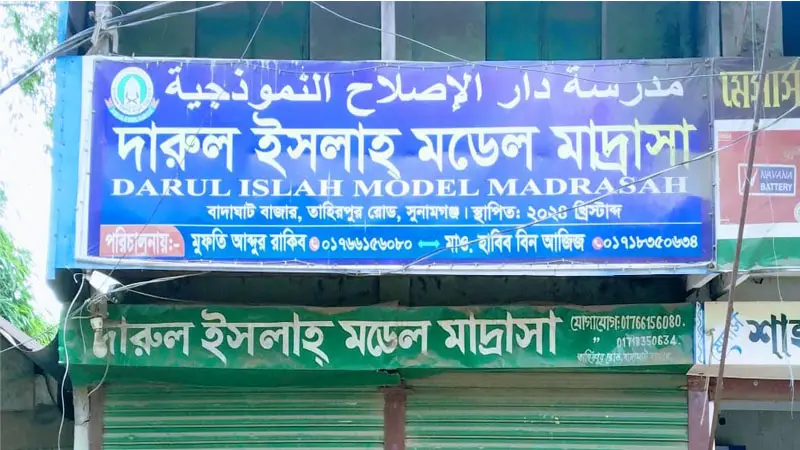 مدرسة دار الإصلاح النموذجية
দারুল ইসলাহ্ মডেল মাদ্রাসা
DARUL ISLAH MODEL MADRASAH
বাদাঘাট বাজার, তাহিরপুর রোড, সুনামগঞ্জ। স্থাপিত: ২০২৪ খ্রিস্টাব্দ
পরিচালনায়:- মুফতি আব্দুর রাকিব ০১৭৬৬১৫৬০৮০ মাও. হাবিব বিন আজিজ ০১৭১৮৩৫০৬৩৪
মেসার্স
NAVANA
BATTERY
দারুল ইসলাহ্ মডেল মাদ্রাসা
যোগাযোগ:01766156080.
" 01718350634.
শাহ